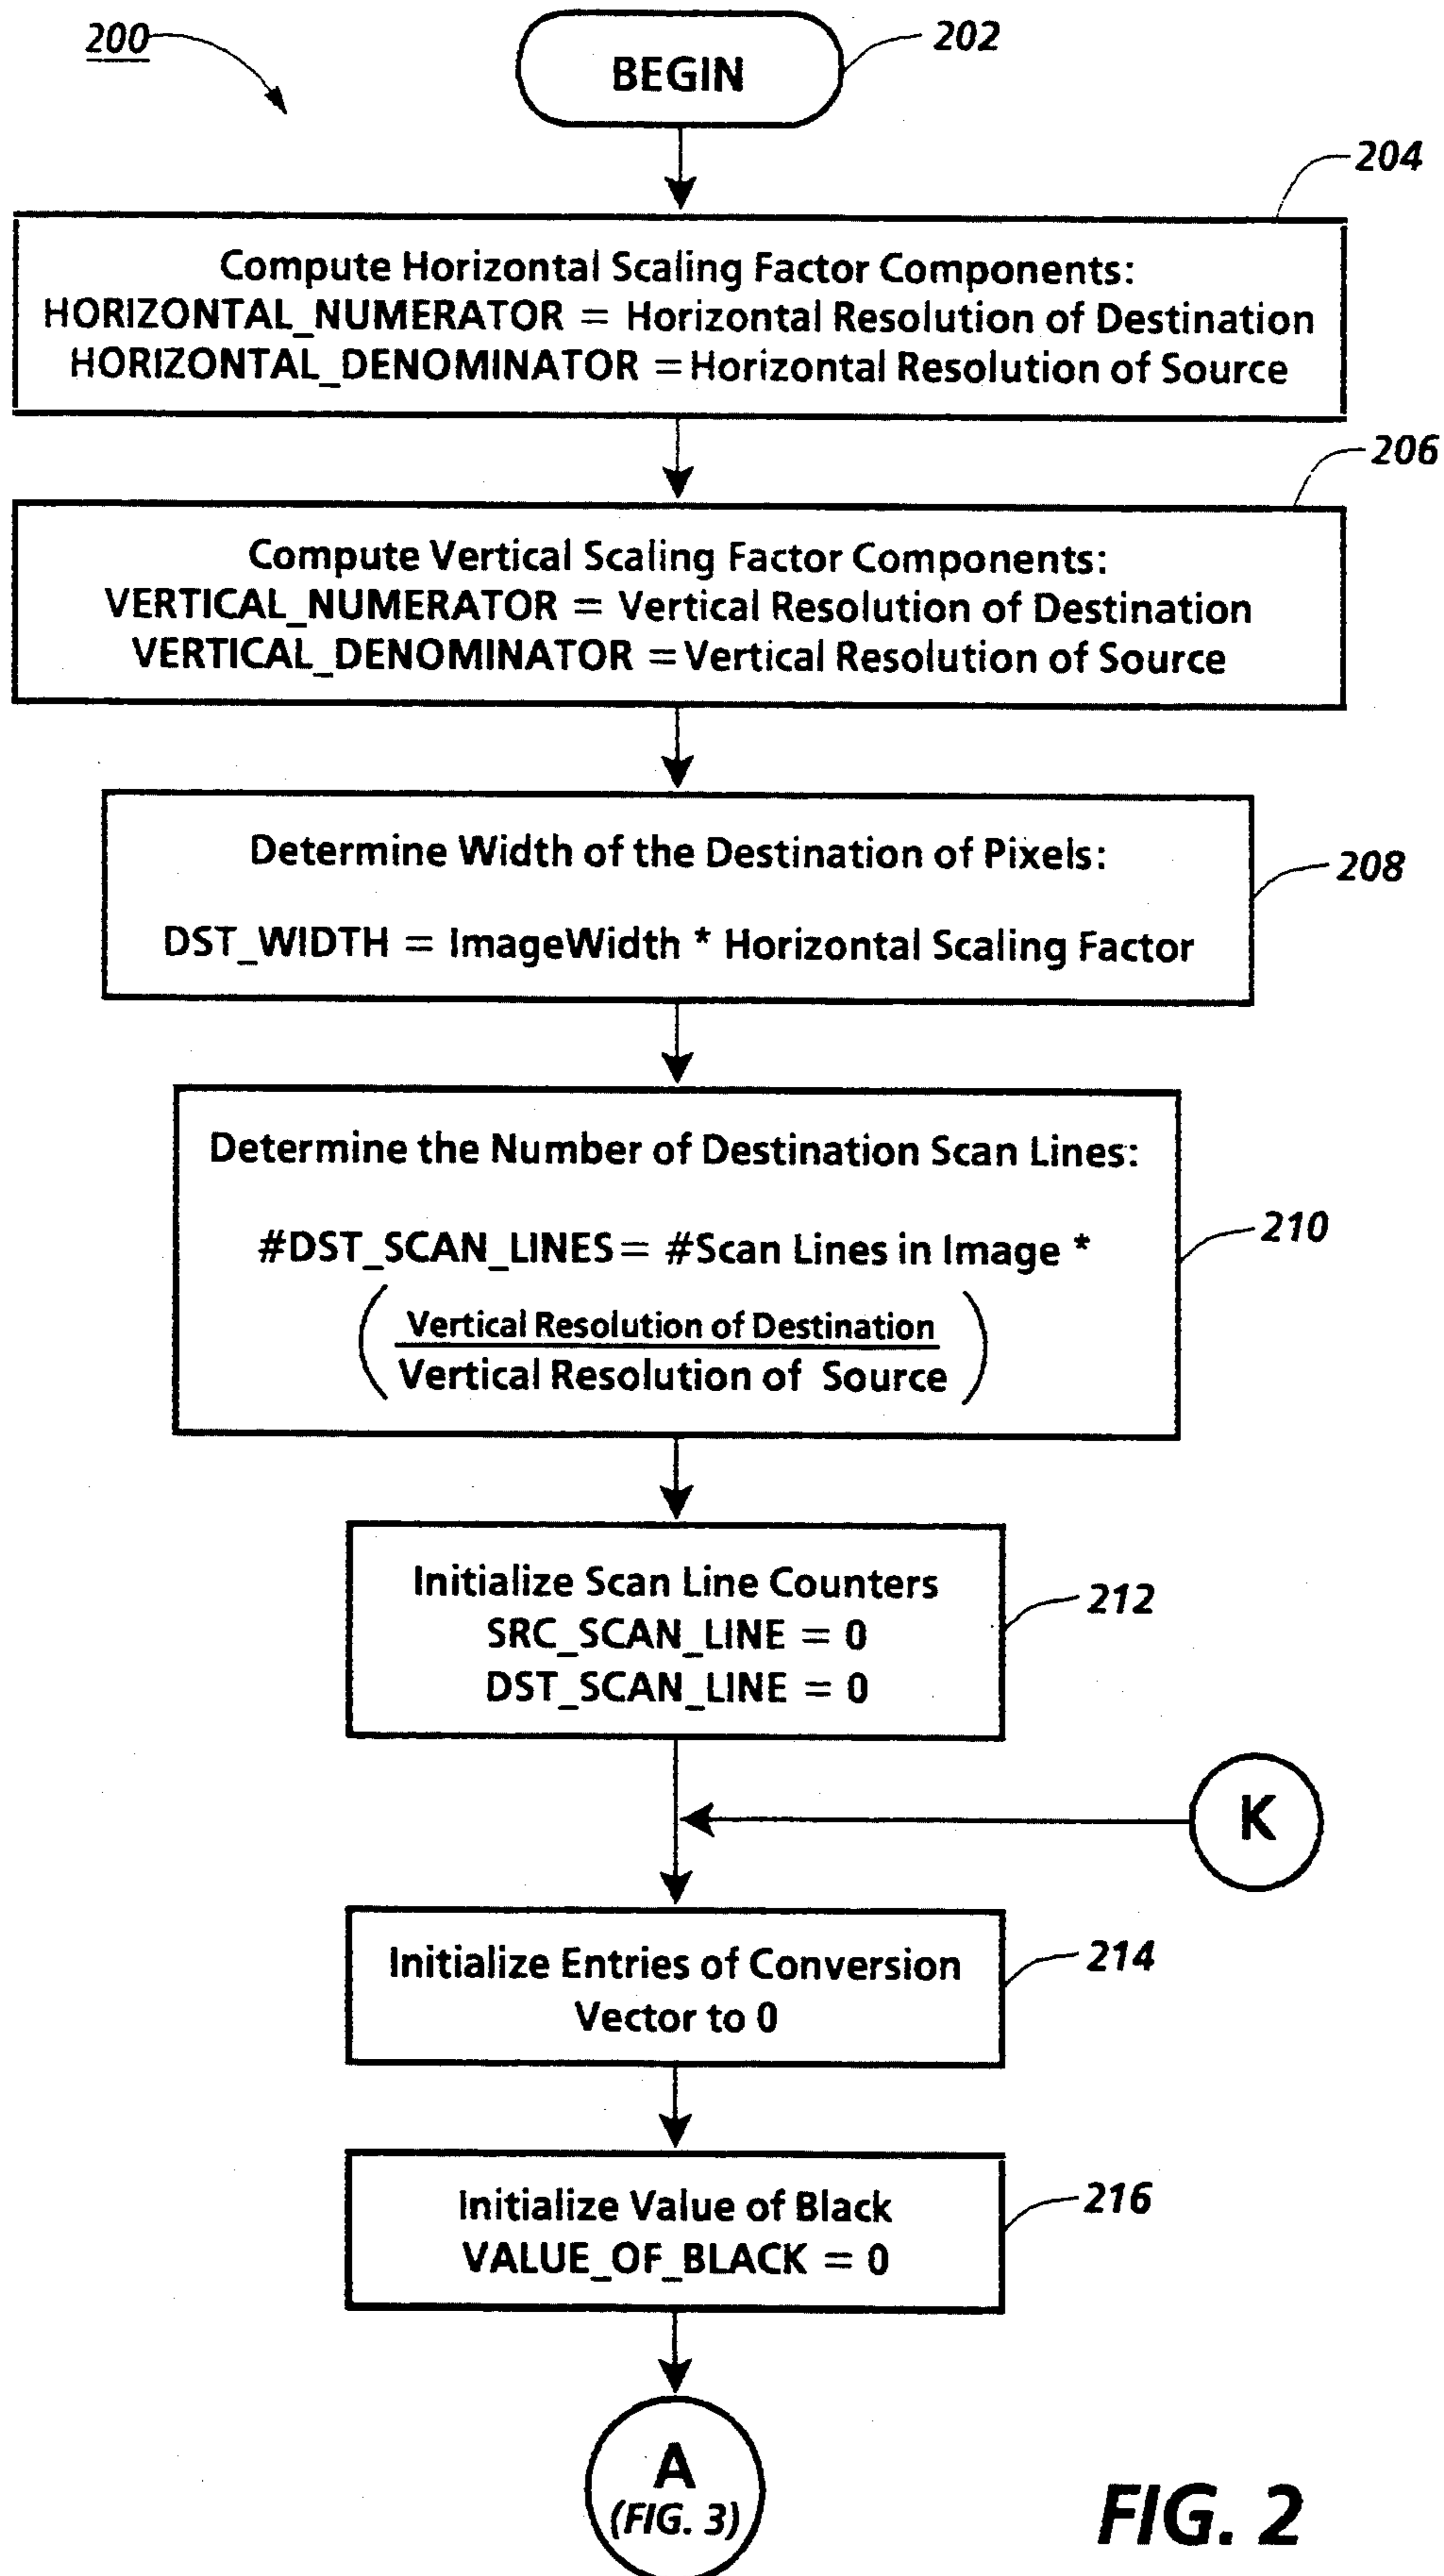 200
BEGIN
202
204
Compute Horizontal Scaling Factor Components:
HORIZONTAL_NUMERATOR = Horizontal Resolution of Destination
HORIZONTAL_DENOMINATOR = Horizontal Resolution of Source
206
Compute Vertical Scaling Factor Components:
VERTICAL_NUMERATOR = Vertical Resolution of Destination
VERTICAL_DENOMINATOR = Vertical Resolution of Source
Determine Width of the Destination of Pixels:
208
DST_WIDTH = ImageWidth * Horizontal Scaling Factor
Determine the Number of Destination Scan Lines:
210
#DST_SCAN_LINES = #Scan Lines in Image *
( Vertical Resolution of Destination
Vertical Resolution of Source )
Initialize Scan Line Counters
212
SRC_SCAN_LINE = 0
DST_SCAN_LINE = 0
K
Initialize Entries of Conversion
214
Vector to 0
Initialize Value of Black
216
VALUE_OF_BLACK = 0
A
(FIG. 3)
FIG. 2